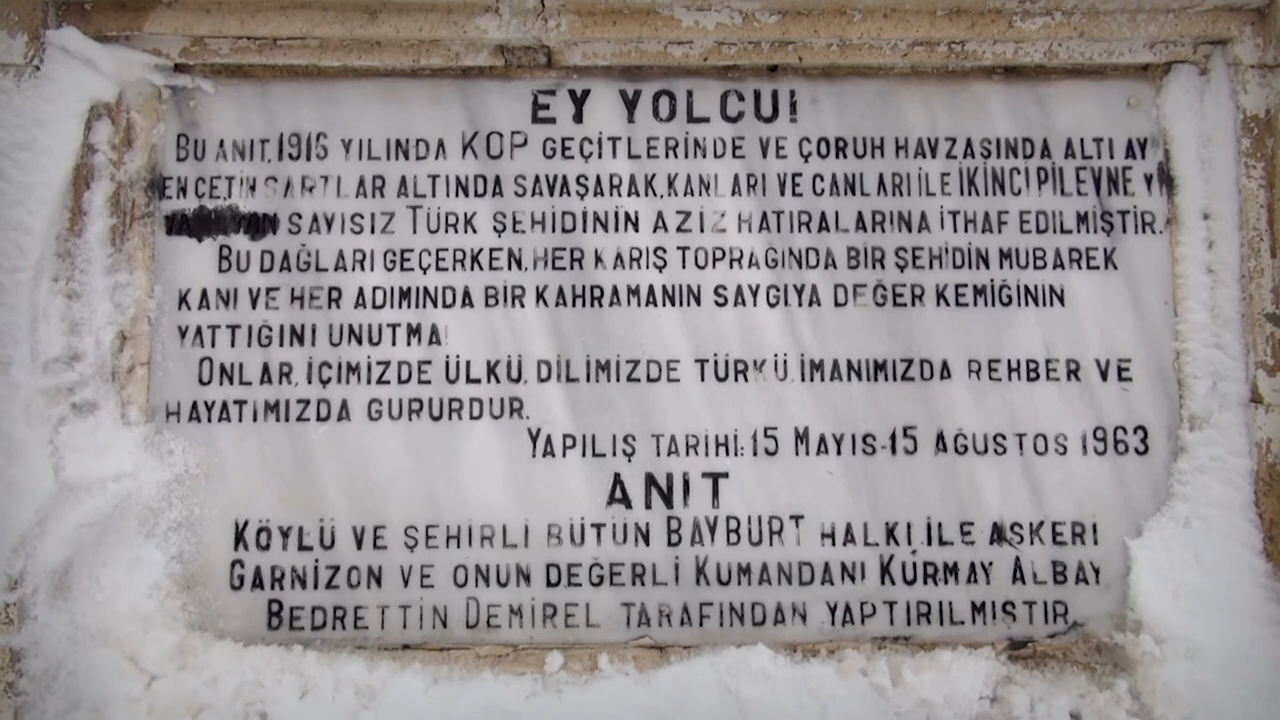 EY YOLCU!
BU ANIT, 1916 YILINDA KOP GEÇİTLERİNDE VE ÇORUH HAVZASINDA ALTI AY
EN ÇETİN ŞARTLAR ALTINDA SAVAŞARAK, KANLARI VE CANLARI İLE İKİNCİ PİLEVNE Yİ
SAYISIZ TÜRK ŞEHİDİNİN AZİZ HATIRALARINA İTHAF EDİLMİŞTİR.
BU DAĞLARI GEÇERKEN, HER KARIŞ TOPRAĞINDA BİR ŞEHİDİN MUBAREK
KANI VE HER ADIMINDA BİR KAHRAMANIN SAYGIYA DEĞER KEMİĞİNİN
YATTIĞINI UNUTMA!
ONLAR, İÇİMİZDE ÜLKÜ, DİLİMİZDE TÜRKÜ, İMANIMIZDA REHBER VE
HAYATIMIZDA GURURDUR.
YAPILIŞ TARİHİ: 15 MAYIS-15 AĞUSTOS 1963
ANIT
KÖYLÜ VE ŞEHİRLİ BÜTÜN BAYBURT HALKI İLE ASKERİ
GARNİZON VE ONUN DEĞERLİ KUMANDANI KURMAY ALBAY
BEDRETTİN DEMİREL TARAFINDAN YAPTIRILMIŞTIR.